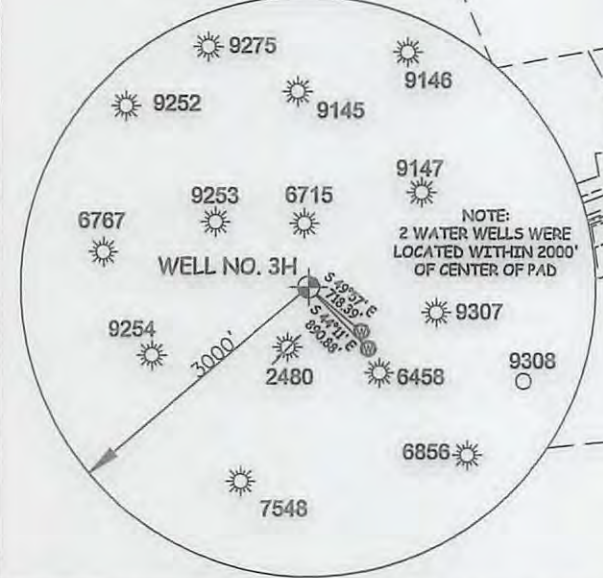 9275
9146
9252
9145
9147
9253
6715
6767
NOTE:
2 WATER WELLS WERE
LOCATED WITHIN 2000'
OF CENTER OF PAD
WELL NO. 3H
S 49°57' E
718.39'
S 44°11' E
890.88'
W
W
9307
9254
3000'
2480
6458
9308
6856
7548